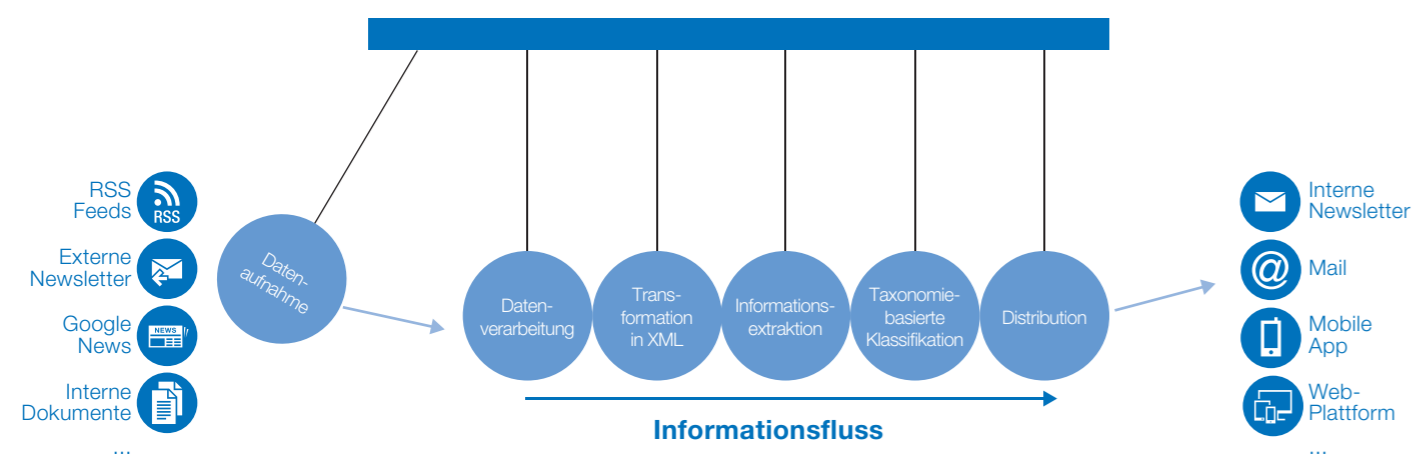 RSS
Feeds
RSS
Externe
Newsletter
Google
News
NEWS
Interne
Dokumente
...
Daten-
aufnahme
Daten-
verarbeitung
Trans-
formation
in XML
Informations-
extraktion
Taxonomie-
basierte
Klassifikation
Distribution
Informationsfluss
Interne
Newsletter
@
Mail
Mobile
App
Web-
Plattform
...